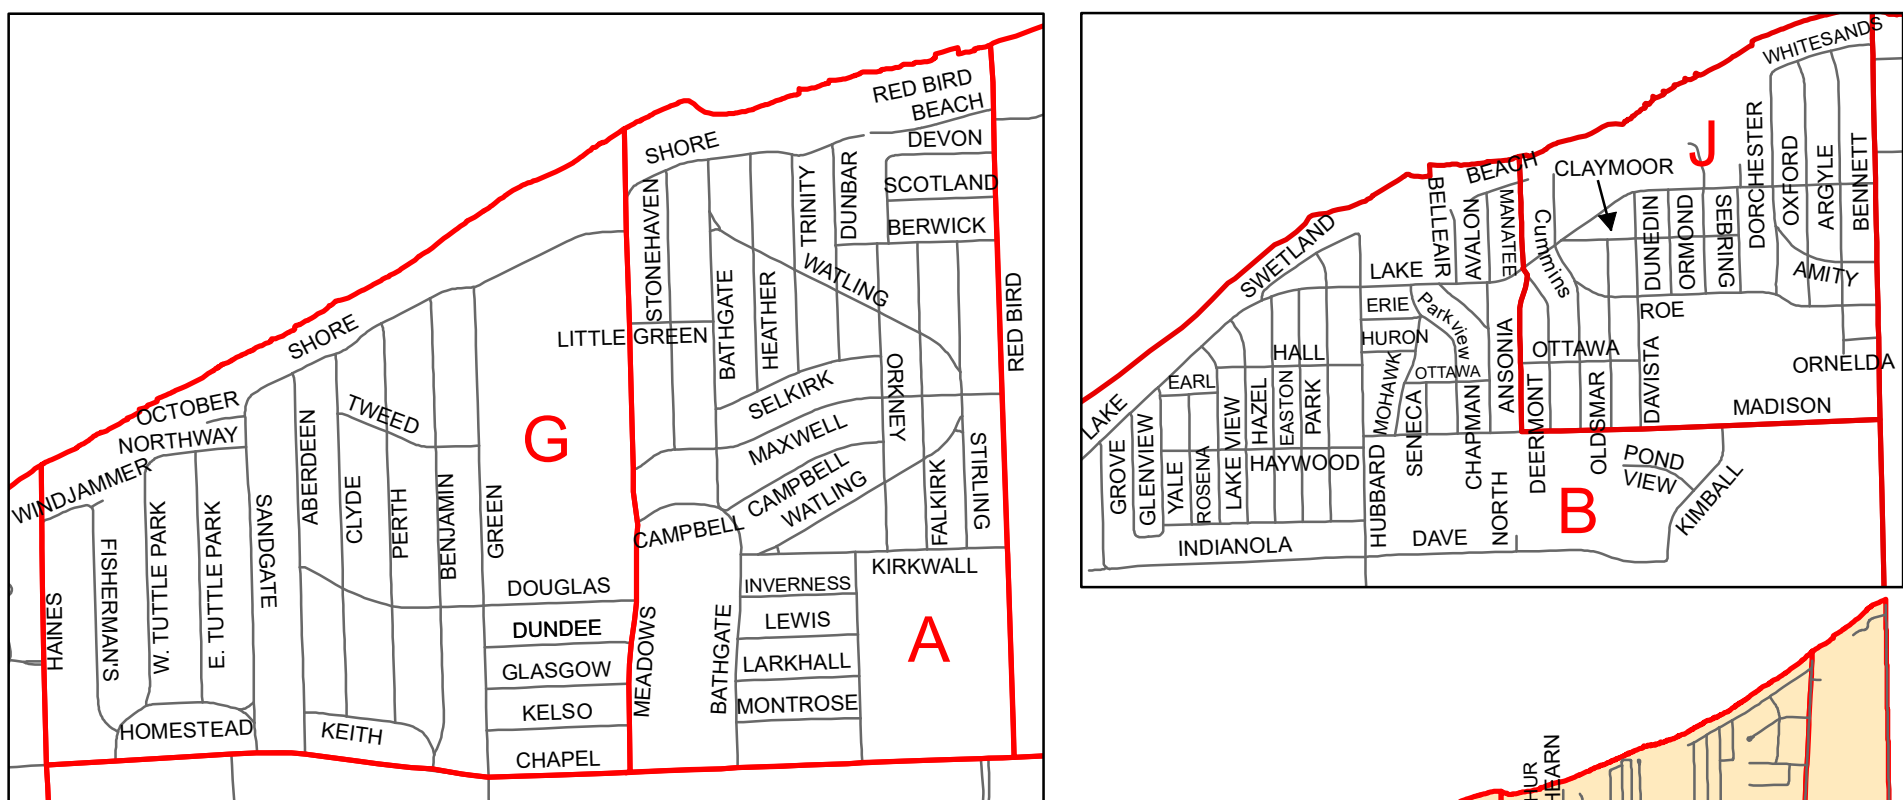 RED BIRD
BEACH
SHORE
DEVON
SCOTLAND
BERWICK
STONEHAVEN
TRINITY
DUNBAR
WATLING
BATHGATE
HEATHER
LITTLE GREEN
RED BIRD
SHORE
ORKNEY
SELKIRK
MAXWELL
OCTOBER
NORTHWAY
TWEED
G
WINDJAMMER
ABERDEEN
CLYDE
PERTH
BENJAMIN
GREEN
SANDGATE
CAMPBELL
WATLING
CAMPBELL
FALKIRK
STIRLING
HAINES
FISHERMAN'S
W. TUTTLE PARK
E. TUTTLE PARK
DOUGLAS
DUNDEE
GLASGOW
KELSO
CHAPEL
MEADOWS
BATHGATE
KIRKWALL
INVERNESS
LEWIS
LARKHALL
MONTROSE
A
HOMESTEAD
KEITH
WHITESANDS
J
BEACH
CLAYMOOR
DORCHESTER
OXFORD
ARGYLE
BENNETT
BELLEAIR
NOLAVAV
MANATEE
Cummins
DUNEDIN
ORMOND
SEBRING
SWETLAND
LAKE
AMITY
ERIE
Parkview
ROE
HURON
HALL
ANSONIA
OTTAWA
ORNELDA
EARL
HAZEL
EASTON
PARK
MOHAWK
OTTAWA
DAVISTA
MADISON
LAKE
LAKE VIEW
SENECA
CHAPMAN
DEERMONT
OLDSMAR
GROVE
GLENVIEW
YALE
ROSENA
HAYWOOD
HUBBARD
NORTH
POND
VIEW
KIMBALL
B
INDIANOLA
DAVE
HUR
HEARN